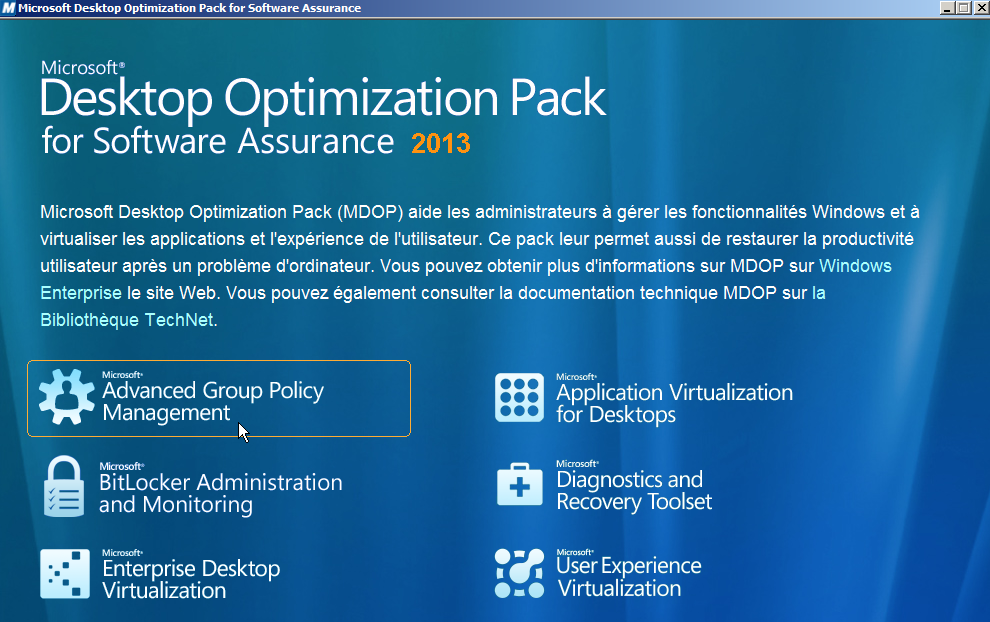 Microsoft Desktop Optimization Pack for Software Assurance
Microsoft®
Desktop Optimization Pack
for Software Assurance 2013
Microsoft Desktop Optimization Pack (MDOP) aide les administrateurs à gérer les fonctionnalités Windows et à
virtualiser les applications et l'expérience de l'utilisateur. Ce pack leur permet aussi de restaurer la productivité
utilisateur après un problème d'ordinateur. Vous pouvez obtenir plus d'informations sur MDOP sur Windows
Enterprise le site Web. Vous pouvez également consulter la documentation technique MDOP sur la
Bibliothèque TechNet.
Microsoft®
Advanced Group Policy
Management
Microsoft®
Application Virtualization
for Desktops
Microsoft®
BitLocker Administration
and Monitoring
Microsoft®
Diagnostics and
Recovery Toolset
Microsoft®
Enterprise Desktop
Virtualization
Microsoft®
User Experience
Virtualization